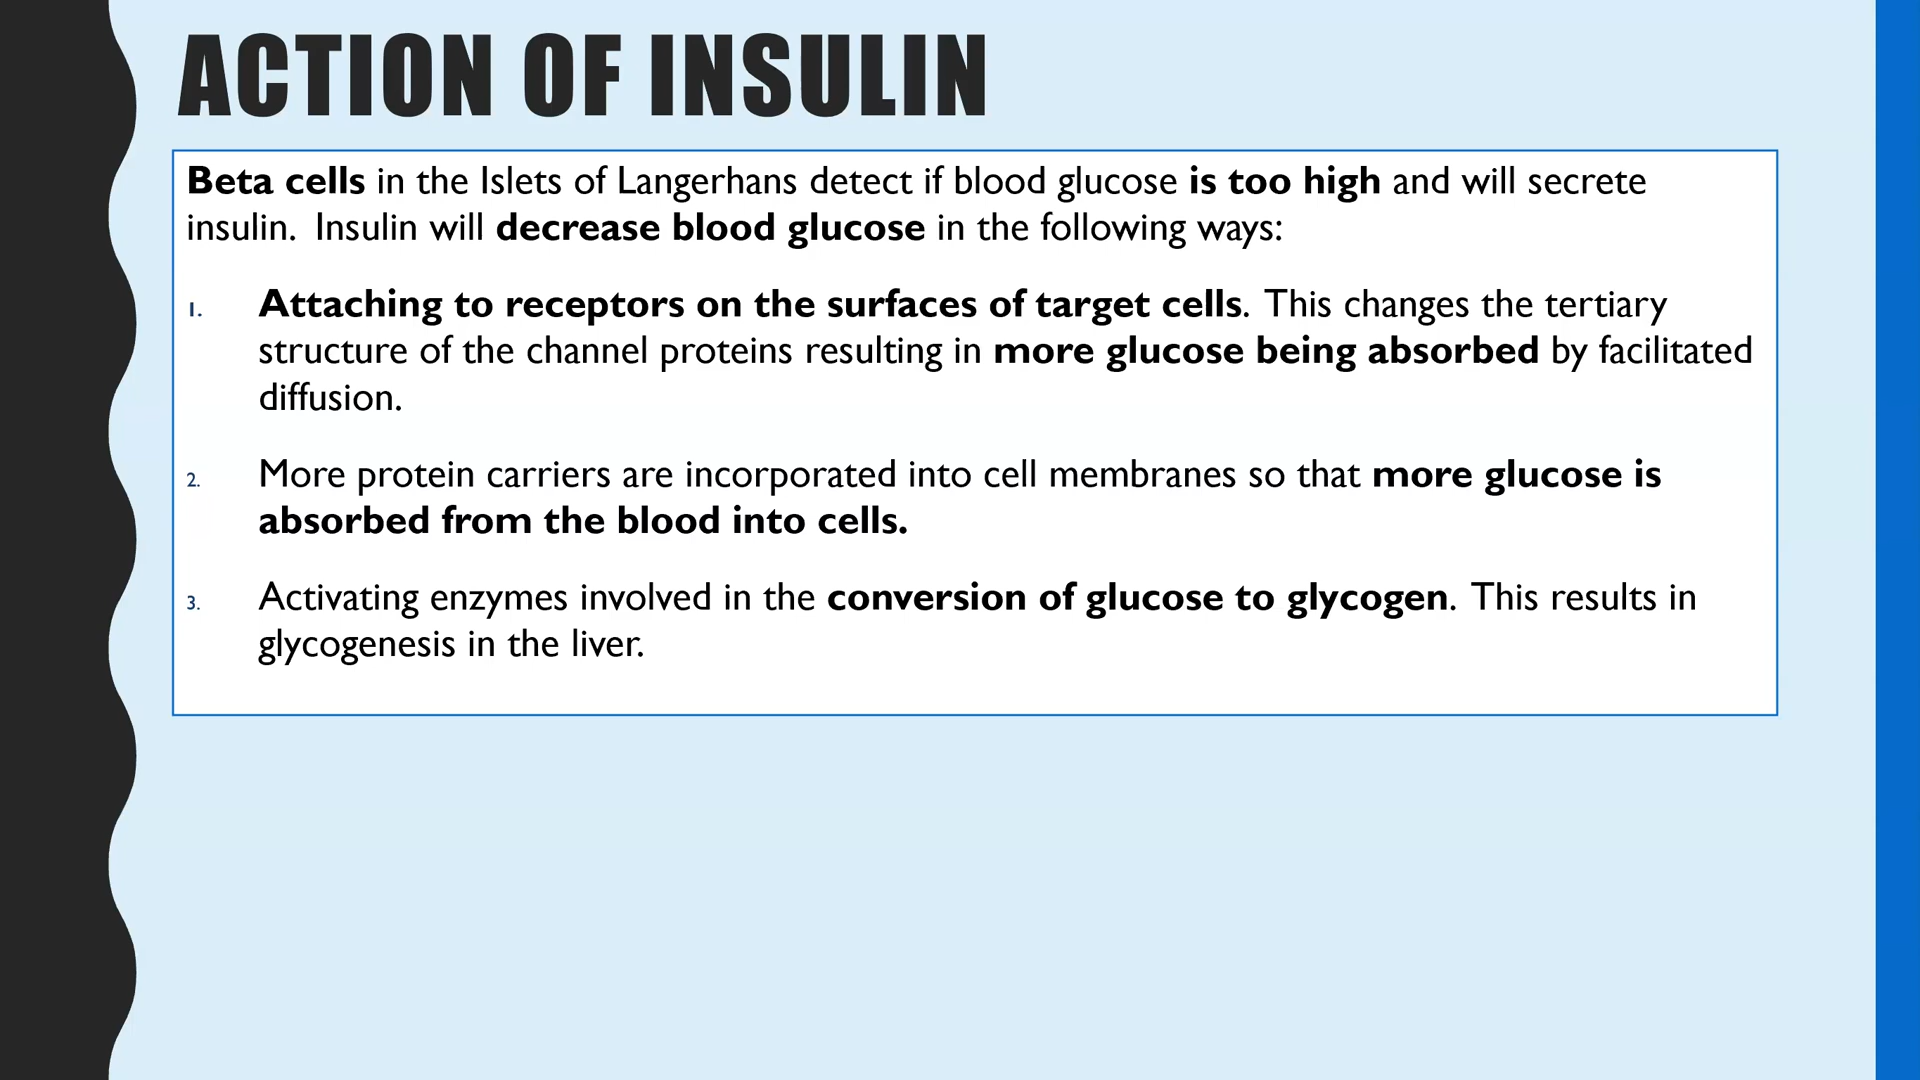 ACTION OF INSULIN
Beta cells in the Islets of Langerhans detect if blood glucose is too high and will secrete
insulin.  Insulin will decrease blood glucose in the following ways:
1. Attaching to receptors on the surfaces of target cells. This changes the tertiary
structure of the channel proteins resulting in more glucose being absorbed by facilitated
diffusion.
2. More protein carriers are incorporated into cell membranes so that more glucose is
absorbed from the blood into cells.
3. Activating enzymes involved in the conversion of glucose to glycogen. This results in
glycogenesis in the liver.